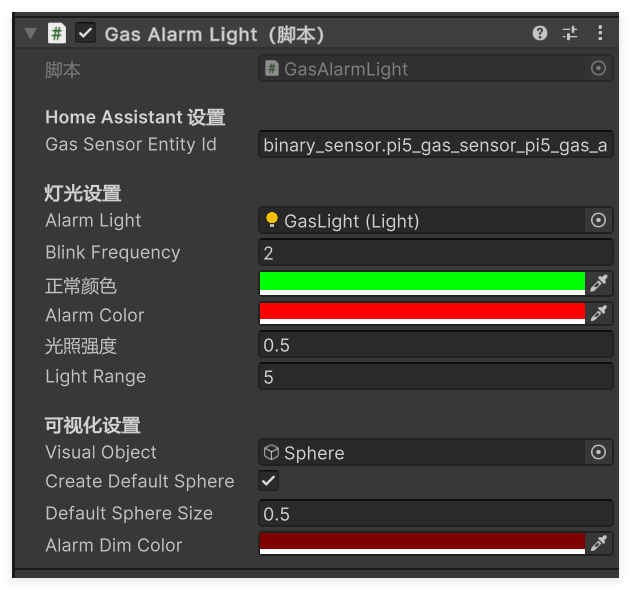 Gas Alarm Light (脚本)
脚本 GasAlarmLight
Home Assistant 设置
Gas Sensor Entity Id binary_sensor.pi5_gas_sensor_pi5_gas_a
灯光设置
Alarm Light GasLight (Light)
Blink Frequency 2
正常颜色
Alarm Color
光照强度 0.5
Light Range 5
可视化设置
Visual Object Sphere
Create Default Sphere
Default Sphere Size 0.5
Alarm Dim Color